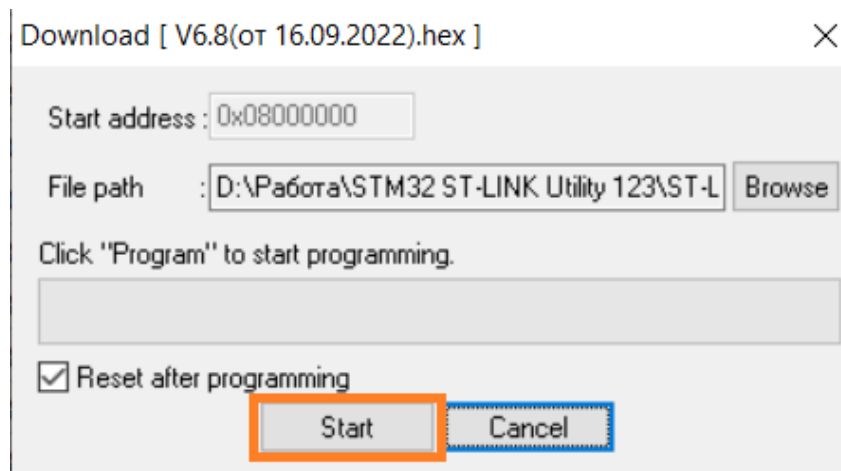 Download [ V6.8(от 16.09.2022).hex ]
Start address : 0x08000000
File path : D:\Работа\STM32 ST-LINK Utility 123\ST-L Browse
Click "Program" to start programming.
Reset after programming
Start Cancel